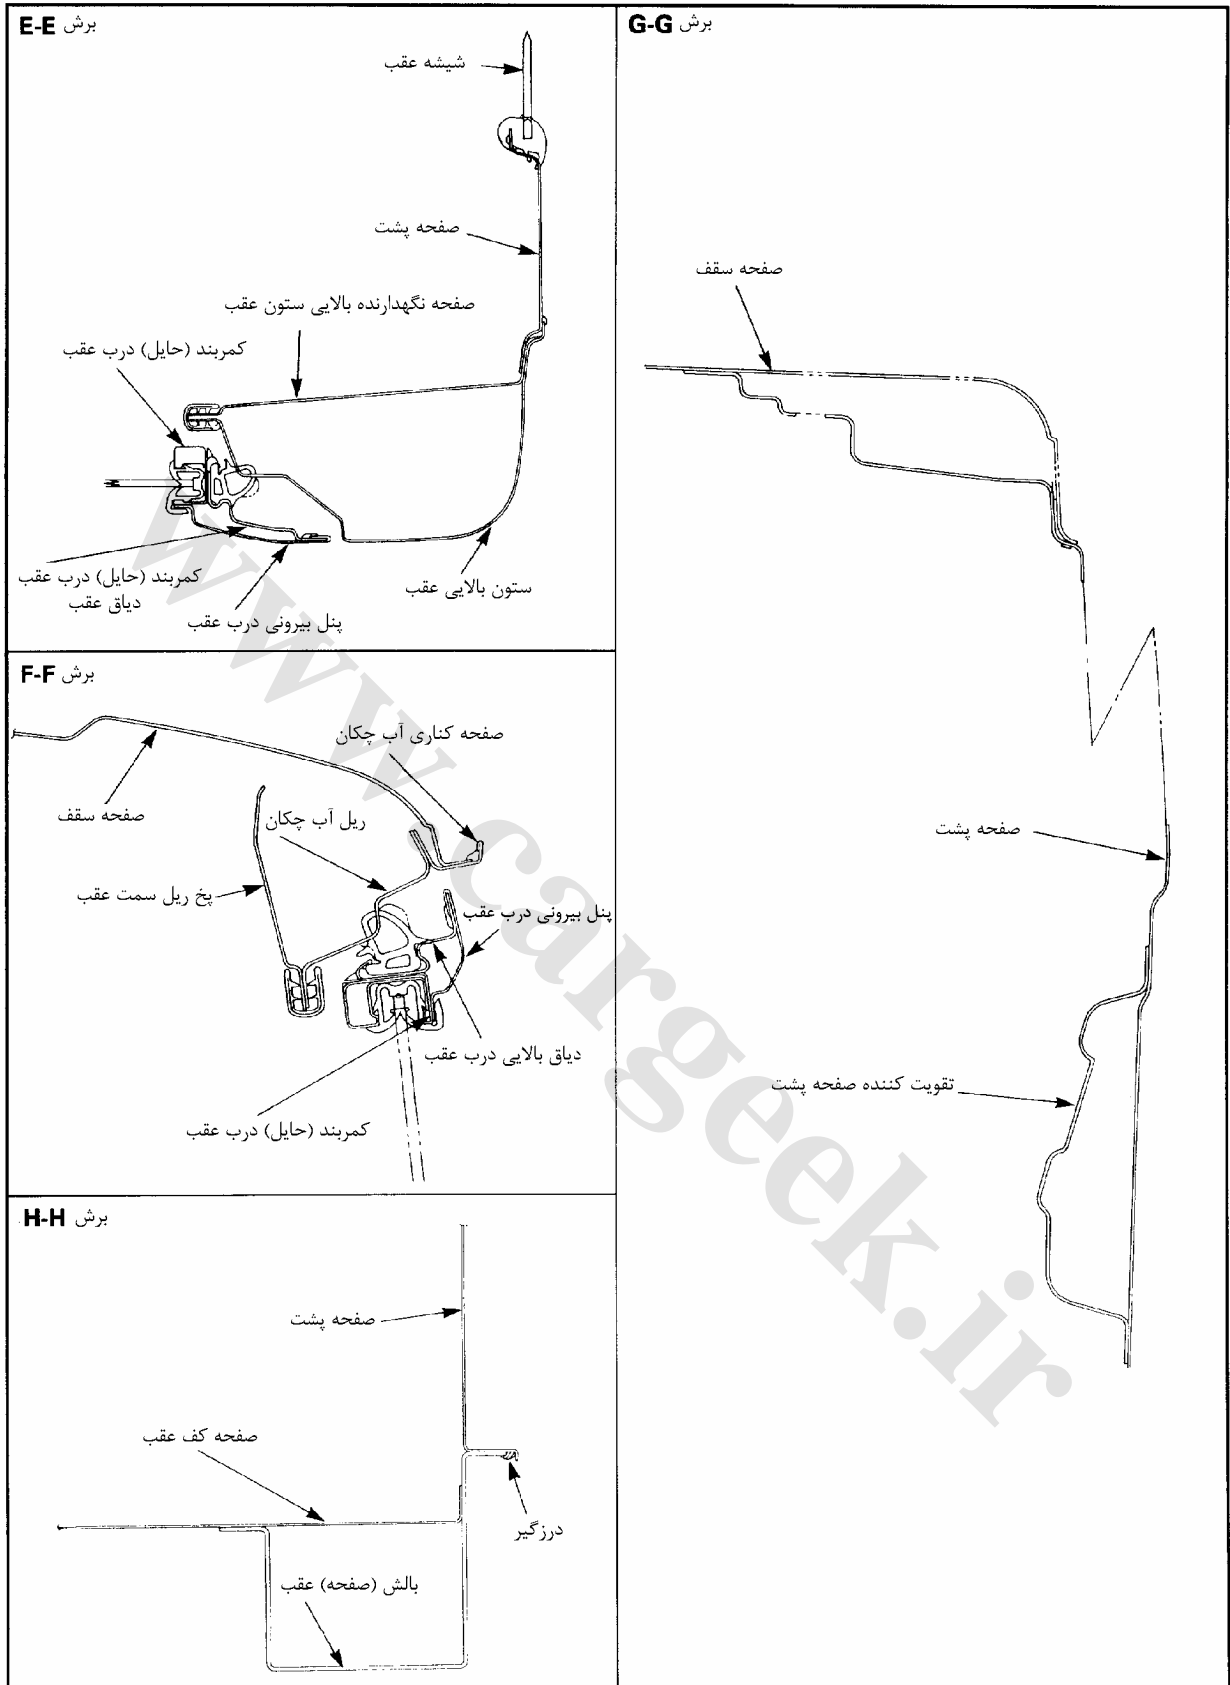 برش E-E
شیشه عقب
صفحه پشت
صفحه نگهدارنده بالایی ستون عقب
کمربند (حایل) درب عقب
کمربند (حایل) درب عقب
دیاق عقب
پنل بیرونی درب عقب
ستون بالایی عقب
برش F-F
صفحه کناری آب چکان
صفحه سقف
ریل آب چکان
پخ ریل سمت عقب
پنل بیرونی درب عقب
دیاق بالایی درب عقب
کمربند (حایل) درب عقب
برش H-H
صفحه پشت
صفحه کف عقب
درزگیر
بالش (صفحه) عقب
برش G-G
صفحه سقف
صفحه پشت
تقویت کننده صفحه پشت
www.cargeek.ir